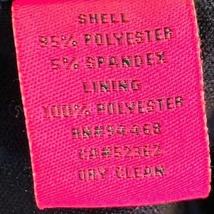 SHELL
95% POLYESTER
5% SPANDEX
LINING
100% POLYESTER
RN#94468
CA#52362
DRY CLEAN